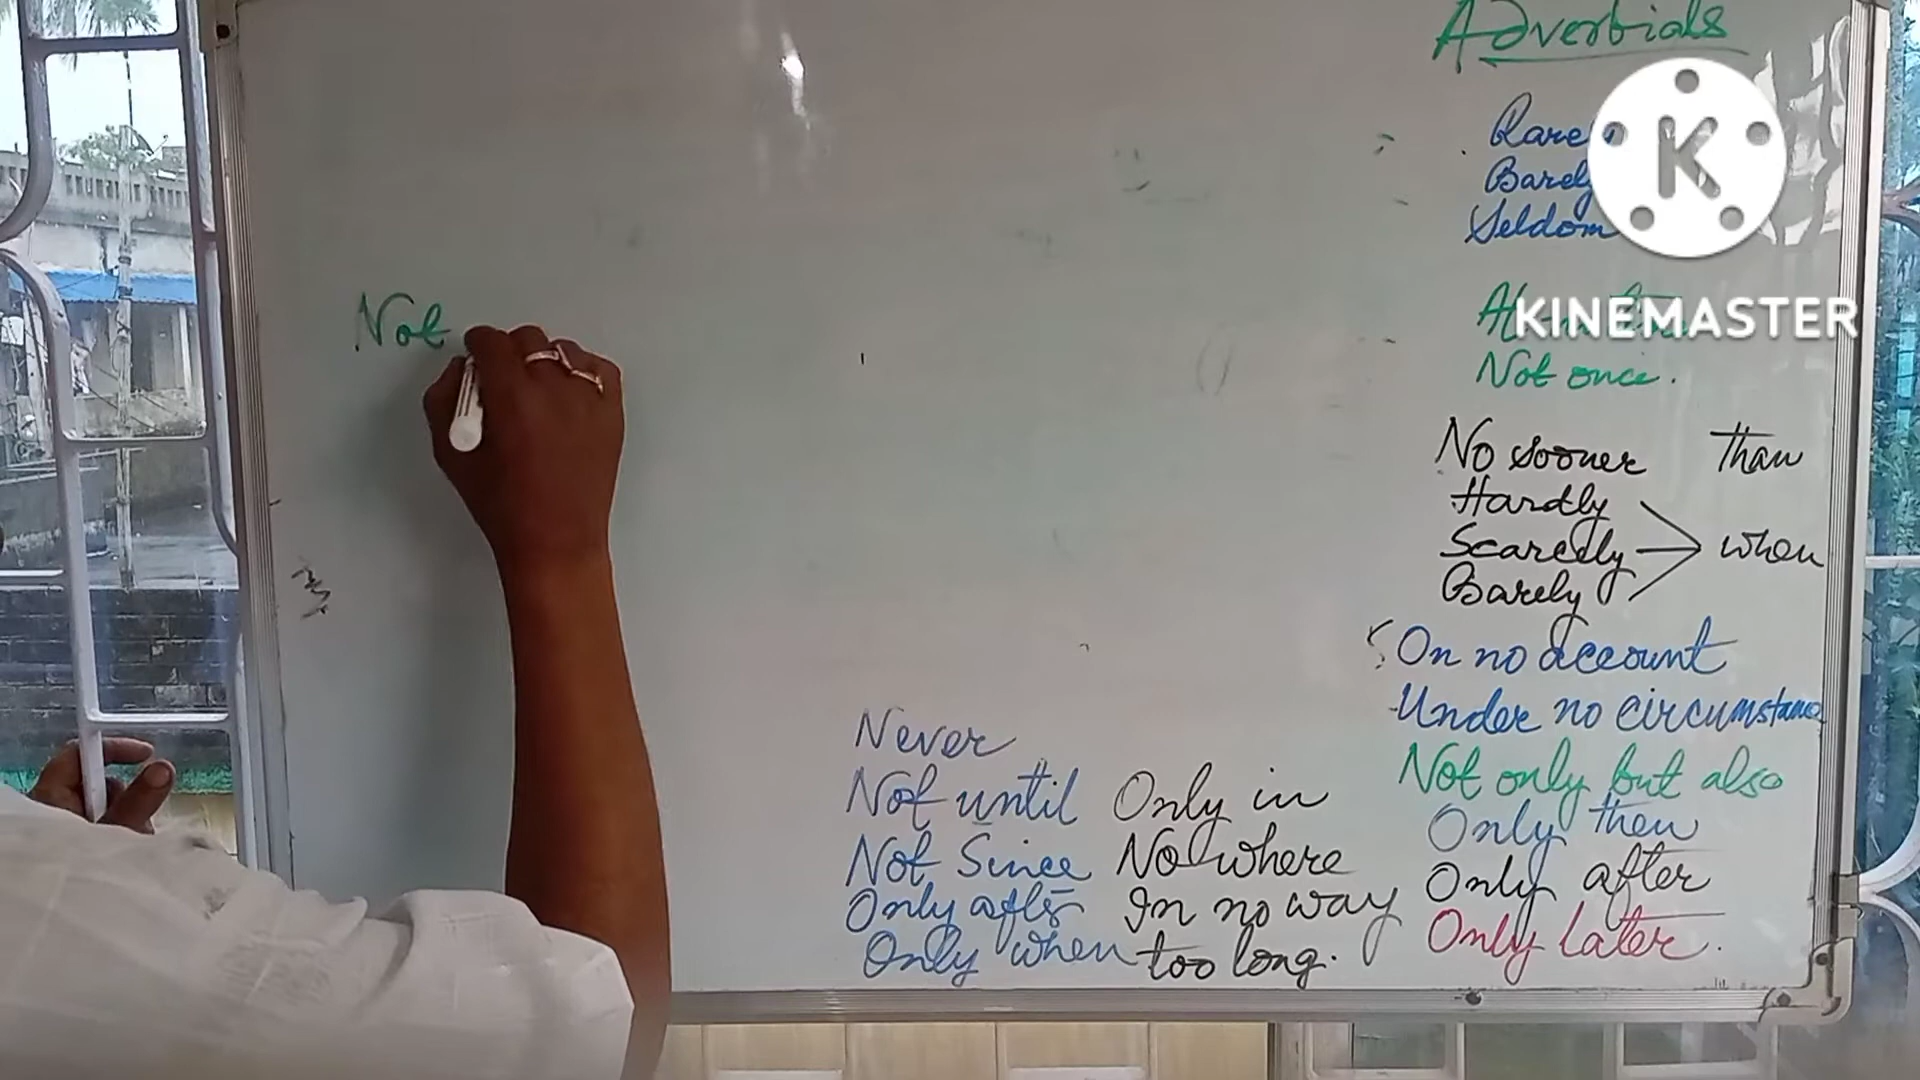 Adverbials
Barely
Seldom
KINEMASTER
Not once.
Not
No sooner than
Hardly
Scarcely when
Barely
On no account
Under no circumstance
Not only but also
Only then
Only after
Only later.
Never
Not until
Not Since
Only after
Only when
Only in
No where
In no way
too long.